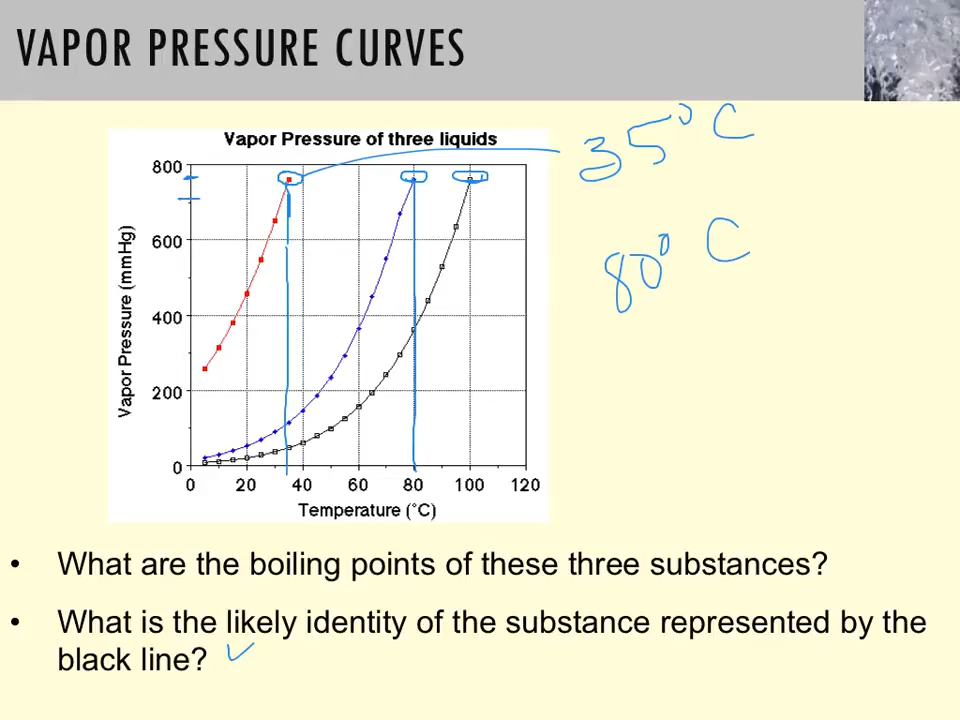 VAPOR PRESSURE CURVES
Vapor Pressure of three liquids
35° C
80° C
Vapor Pressure (mmHg)
800
600
400
200
0
0 20 40 60 80 100 120
Temperature (°C)
• What are the boiling points of these three substances?
• What is the likely identity of the substance represented by the
black line?